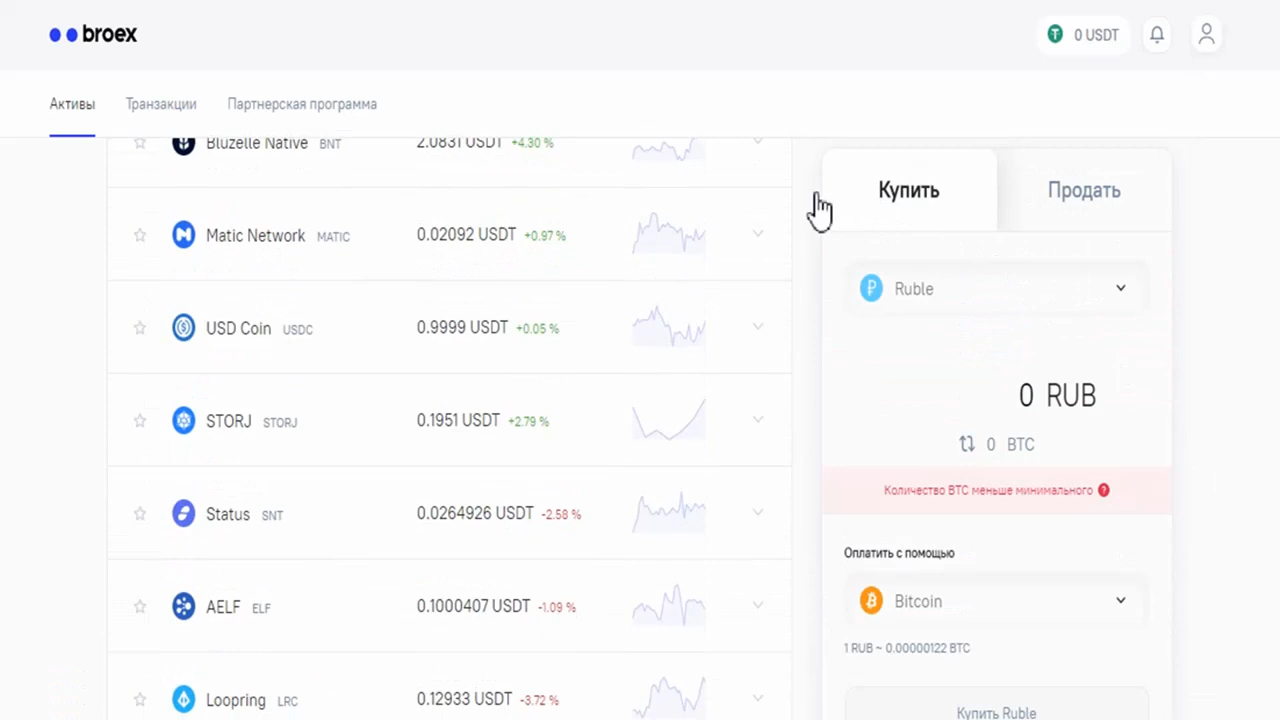 broex
0 USDT
Активы Транзакции Партнерская программа
Bluzelle Native BNT 2.0831 USDT +4.30 %
Matic Network MATIC 0.02092 USDT +0.97 %
USD Coin USDC 0.9999 USDT +0.05 %
STORJ STORJ 0.1951 USDT +2.79 %
Status SNT 0.0264926 USDT -2.58 %
AELF ELF 0.1000407 USDT -1.09 %
Loopring LRC 0.12933 USDT -3.72 %
Купить Продать
Ruble
0 RUB
0 BTC
Количество BTC меньше минимального ?
Оплатить с помощью
Bitcoin
1 RUB ~ 0.00000122 BTC
Купить Ruble